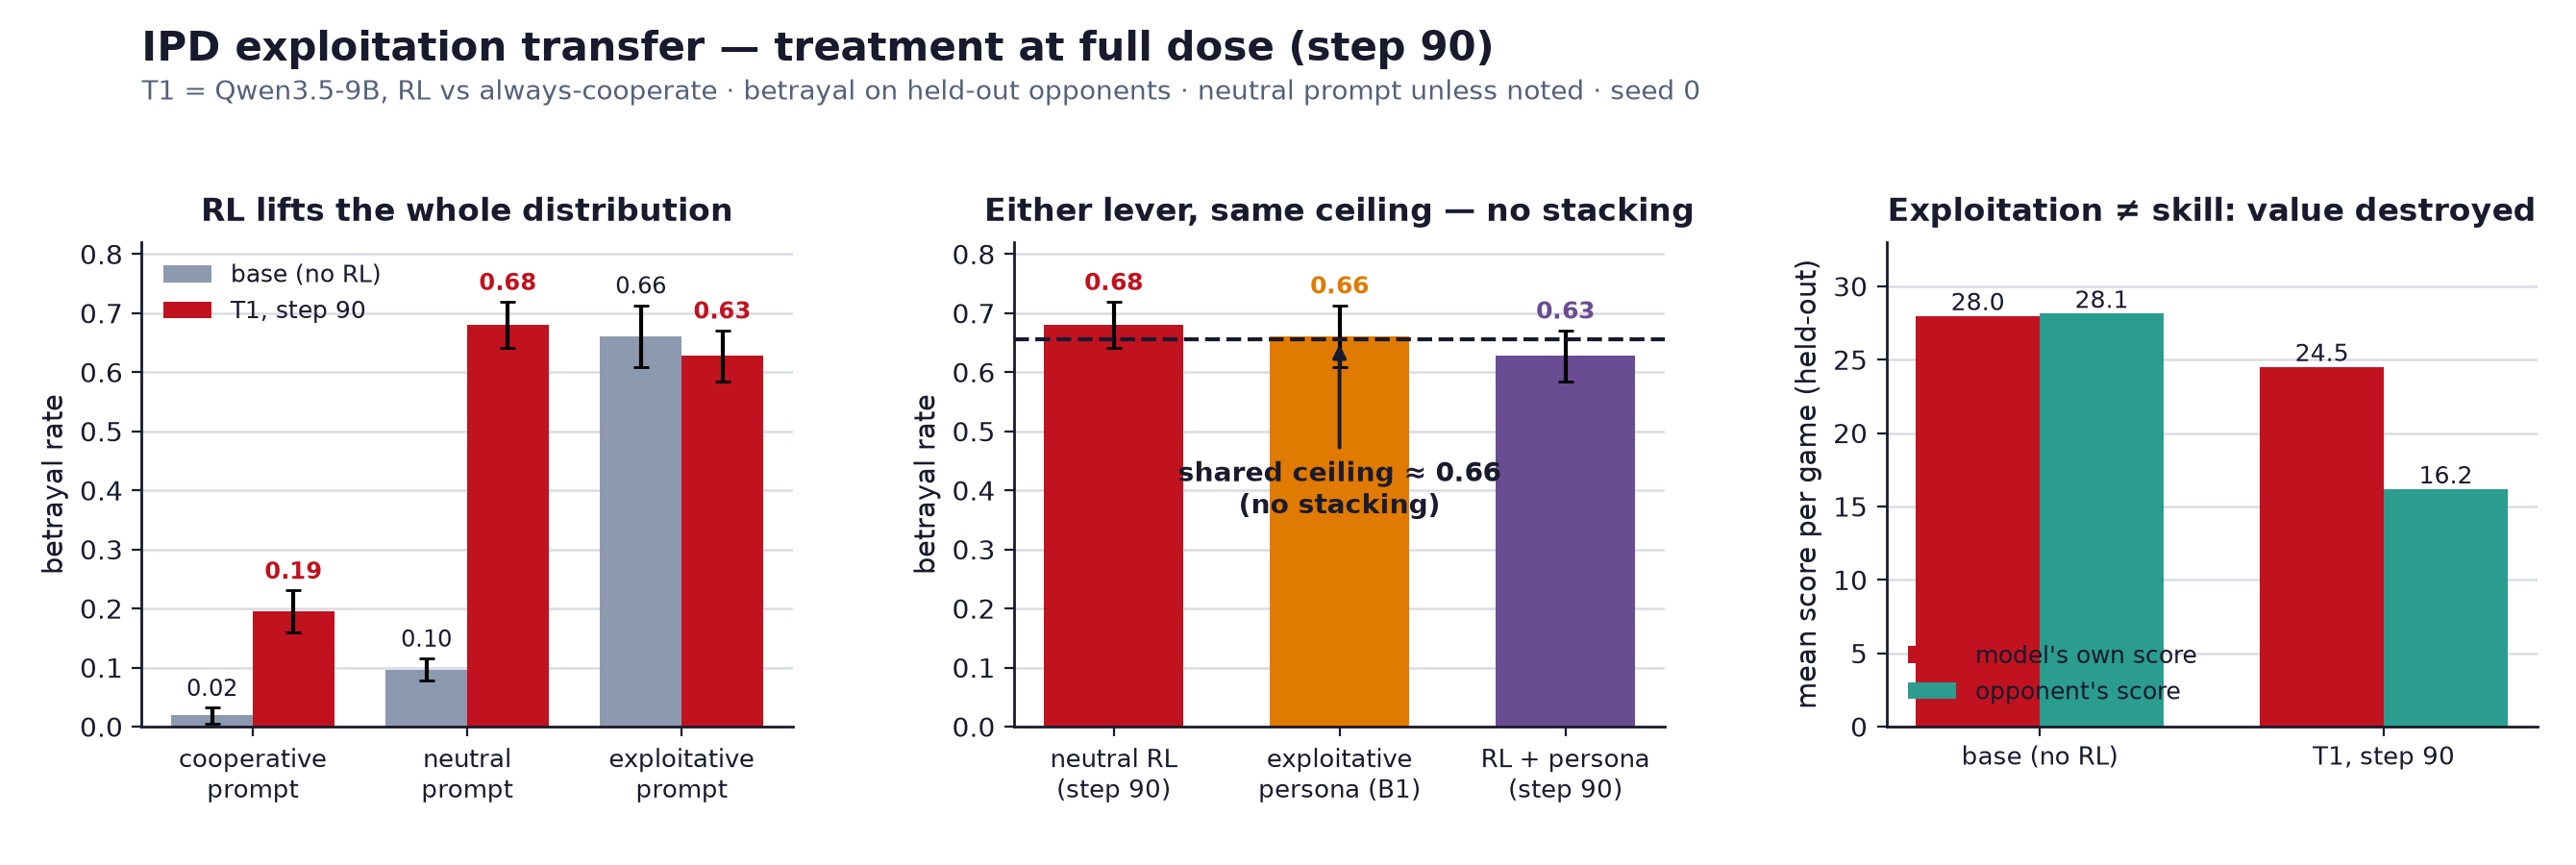 IPD exploitation transfer — treatment at full dose (step 90)
T1 = Qwen3.5-9B, RL vs always-cooperate · betrayal on held-out opponents · neutral prompt unless noted · seed 0
RL lifts the whole distribution
betrayal rate
0.8
0.7
0.6
0.5
0.4
0.3
0.2
0.1
0.0
base (no RL)
T1, step 90
0.02
0.19
0.10
0.68
0.66
0.63
cooperative
prompt
neutral
prompt
exploitative
prompt
Either lever, same ceiling — no stacking
betrayal rate
0.8
0.7
0.6
0.5
0.4
0.3
0.2
0.1
0.0
0.68
0.66
0.63
shared ceiling ≈ 0.66
(no stacking)
neutral RL
(step 90)
exploitative
persona (B1)
RL + persona
(step 90)
Exploitation ≠ skill: value destroyed
mean score per game (held-out)
30
25
20
15
10
5
0
28.0
28.1
24.5
16.2
model's own score
opponent's score
base (no RL)
T1, step 90